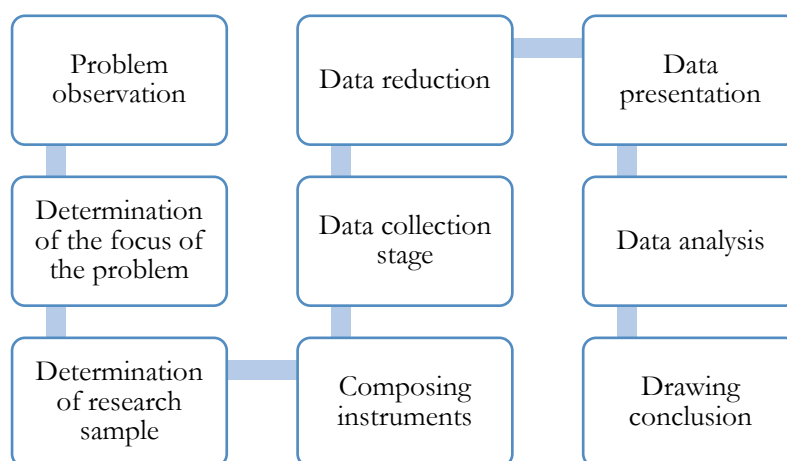 Problem
observation
Determination
of the focus of
the problem
Determination
of research
sample
Composing
instruments
Data collection
stage
Data reduction
Data
presentation
Data analysis
Drawing
conclusion